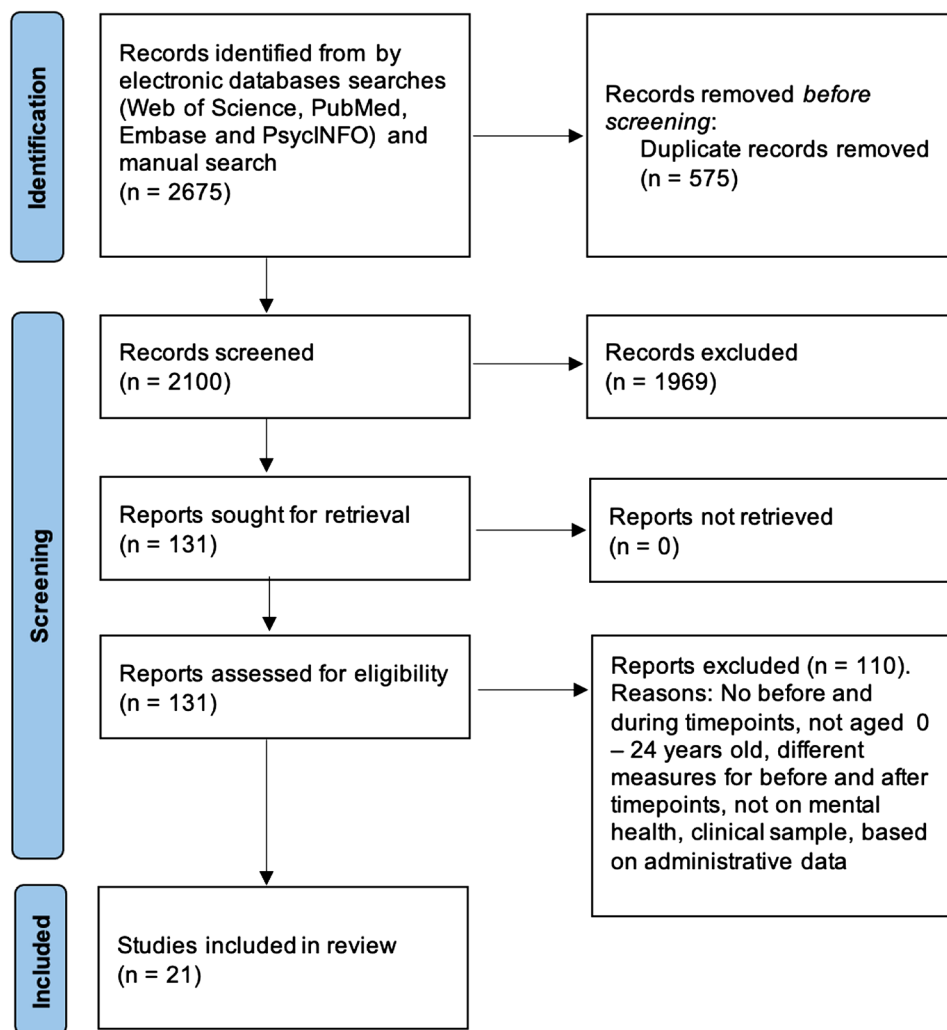 Identification
Records identified from by
electronic databases searches
(Web of Science, PubMed,
Embase and PsycINFO) and
manual search
(n = 2675)
Records removed before
screening:
Duplicate records removed
(n = 575)
Screening
Records screened
(n = 2100)
Records excluded
(n = 1969)
Reports sought for retrieval
(n = 131)
Reports not retrieved
(n = 0)
Reports assessed for eligibility
(n = 131)
Reports excluded (n = 110).
Reasons: No before and
during timepoints, not aged 0
– 24 years old, different
measures for before and after
timepoints, not on mental
health, clinical sample, based
on administrative data
Included
Studies included in review
(n = 21)